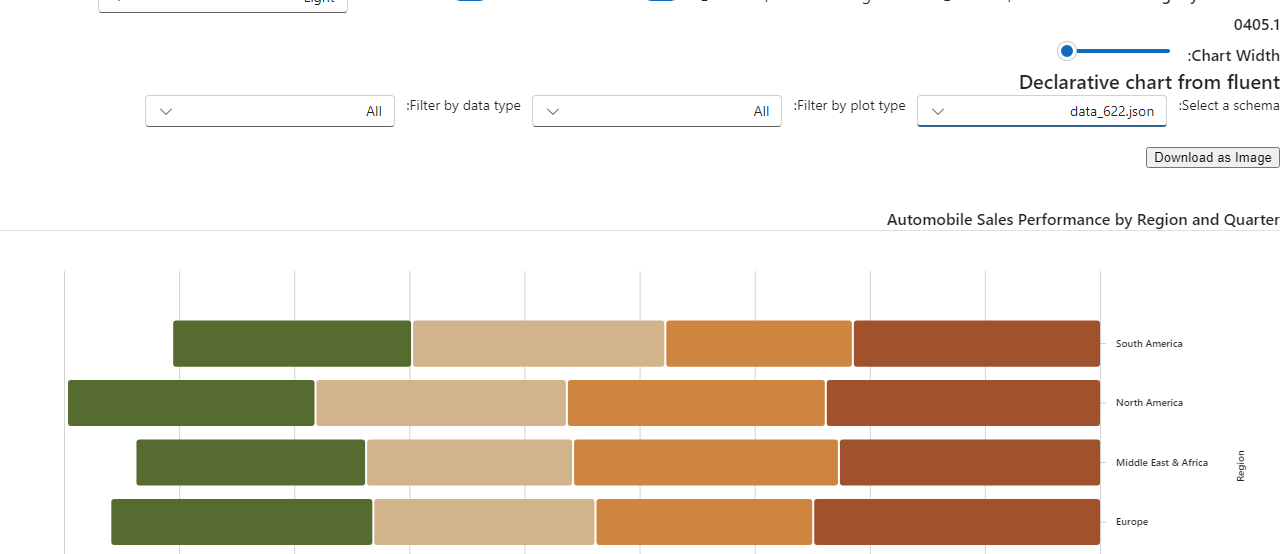 Light
0405.1
:Chart Width
Declarative chart from fluent
:Select a schema data_622.json :Filter by plot type All :Filter by data type All
Download as Image
Automobile Sales Performance by Region and Quarter
South America
North America
Middle East & Africa
Region
Europe